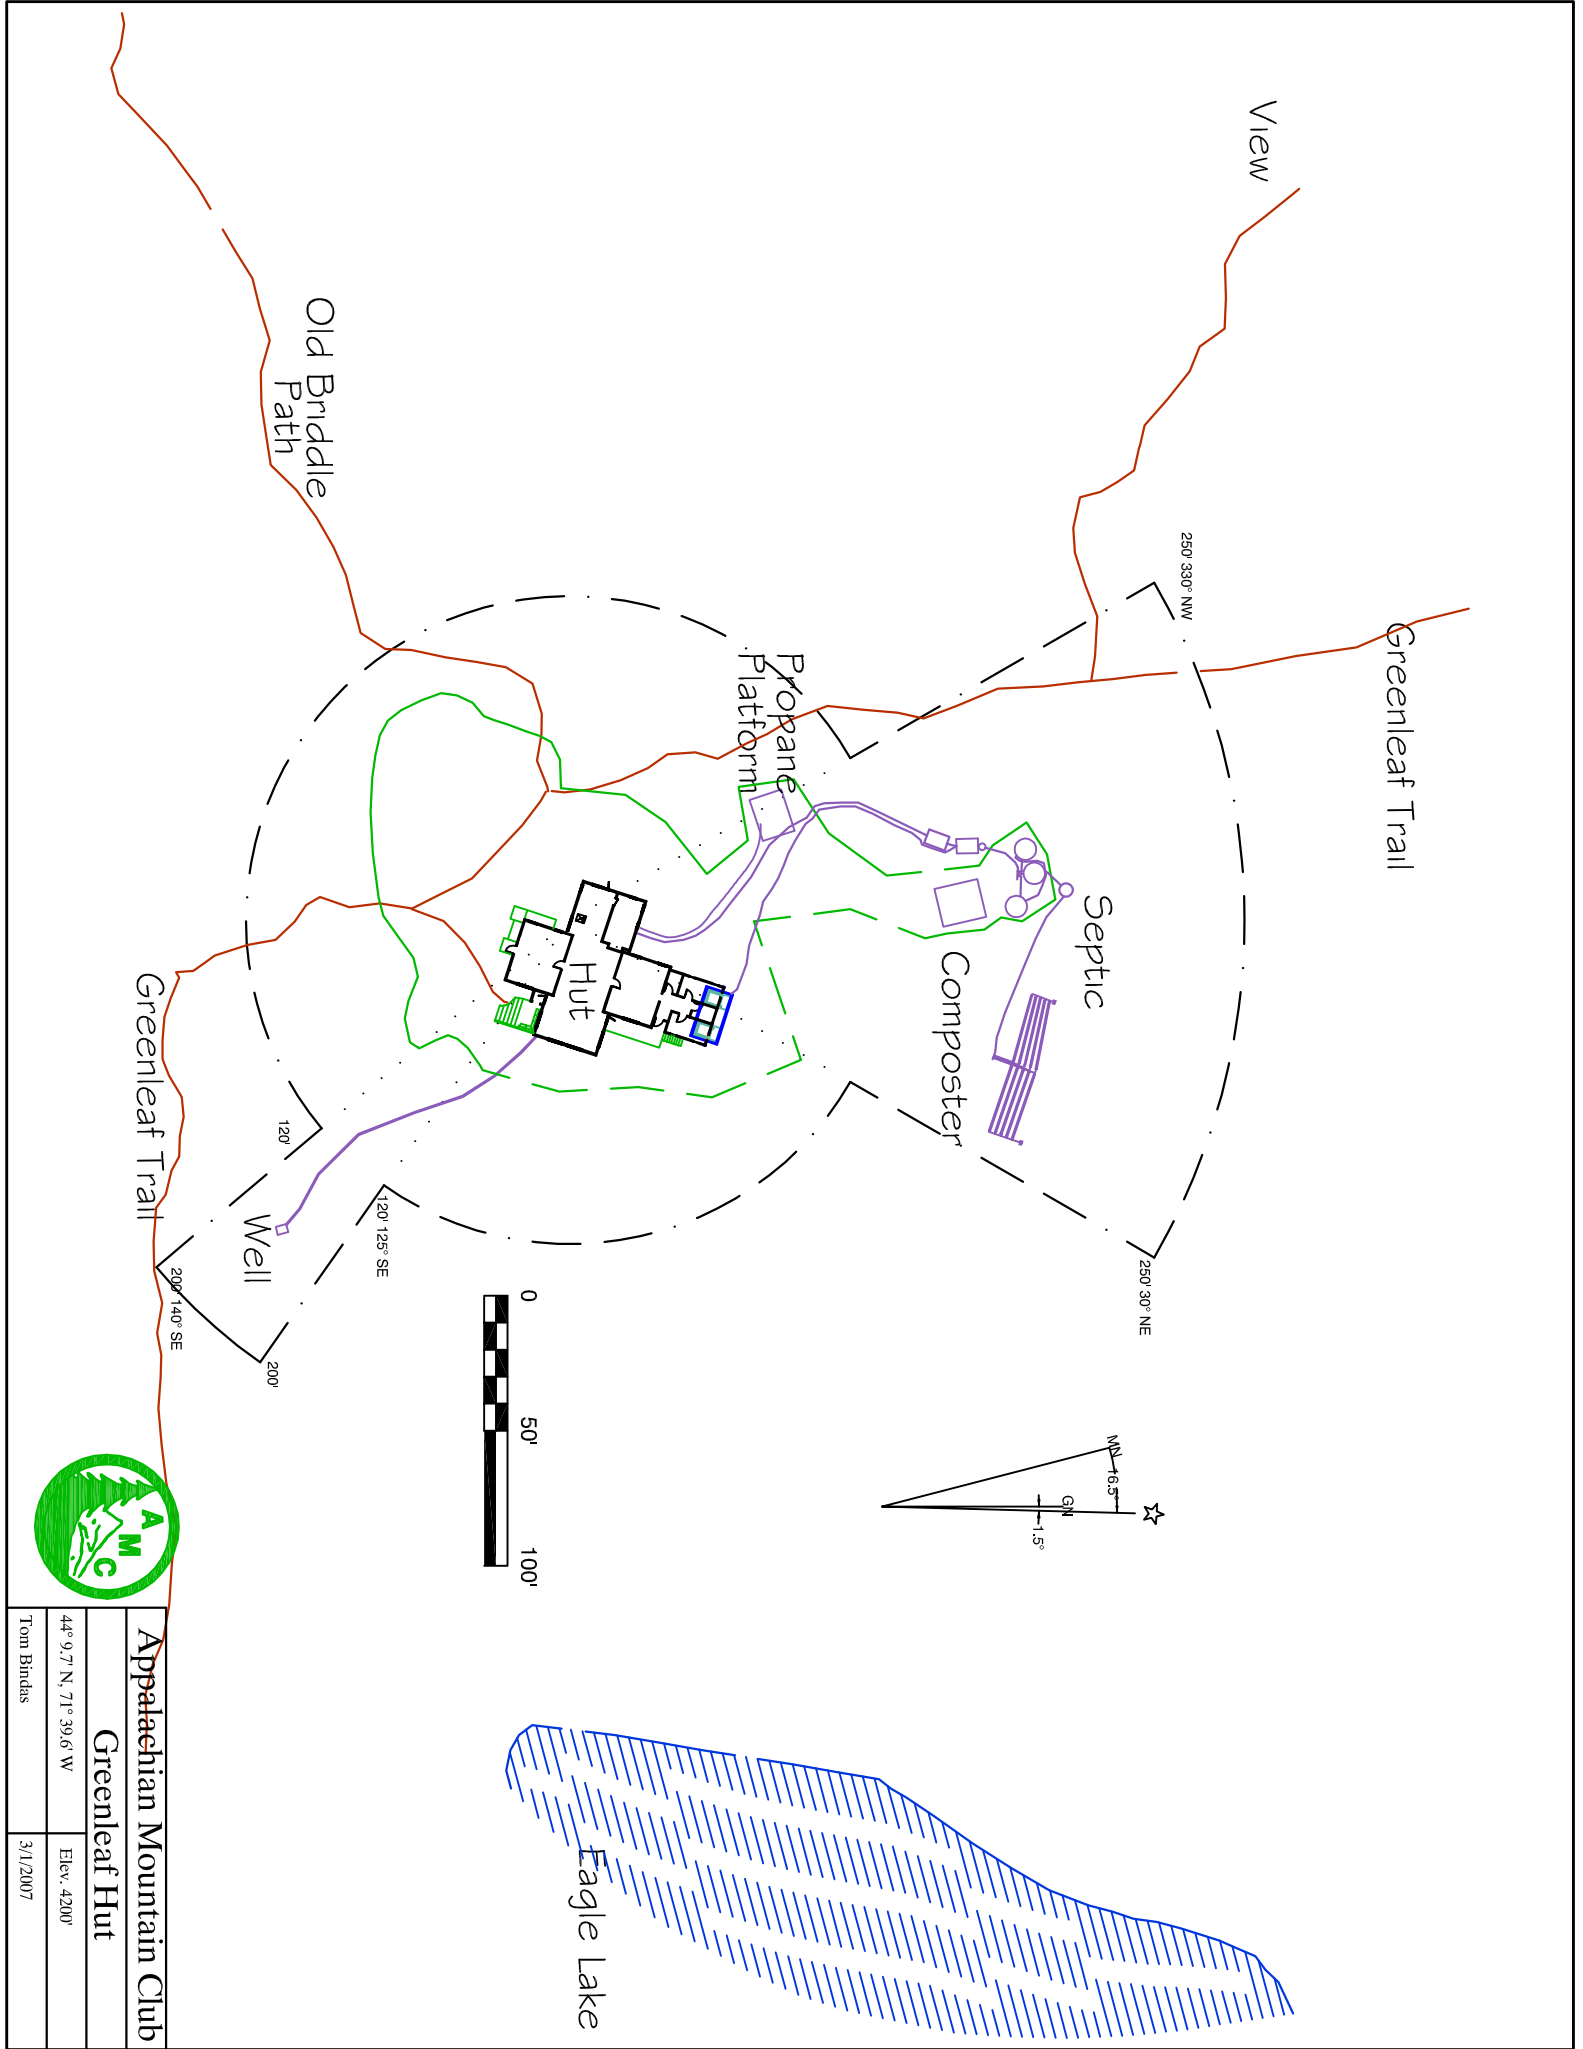 View
Greenleaf Trail
250' 330° NW
Old Briddle
Path
Propane
Platform
Septic
Composter
Hut
Greenleaf Trail
120'
Well
120' 125° SE
200' 140° SE
200'
250' 30° NE
0
50'
100'
MN
16.5°
GN
1.5°
Eagle Lake
A M C
Appalachian Mountain Club
Greenleaf Hut
44° 9.7' N, 71° 39.6' W
Elev. 4200'
Tom Bindas
3/1/2007